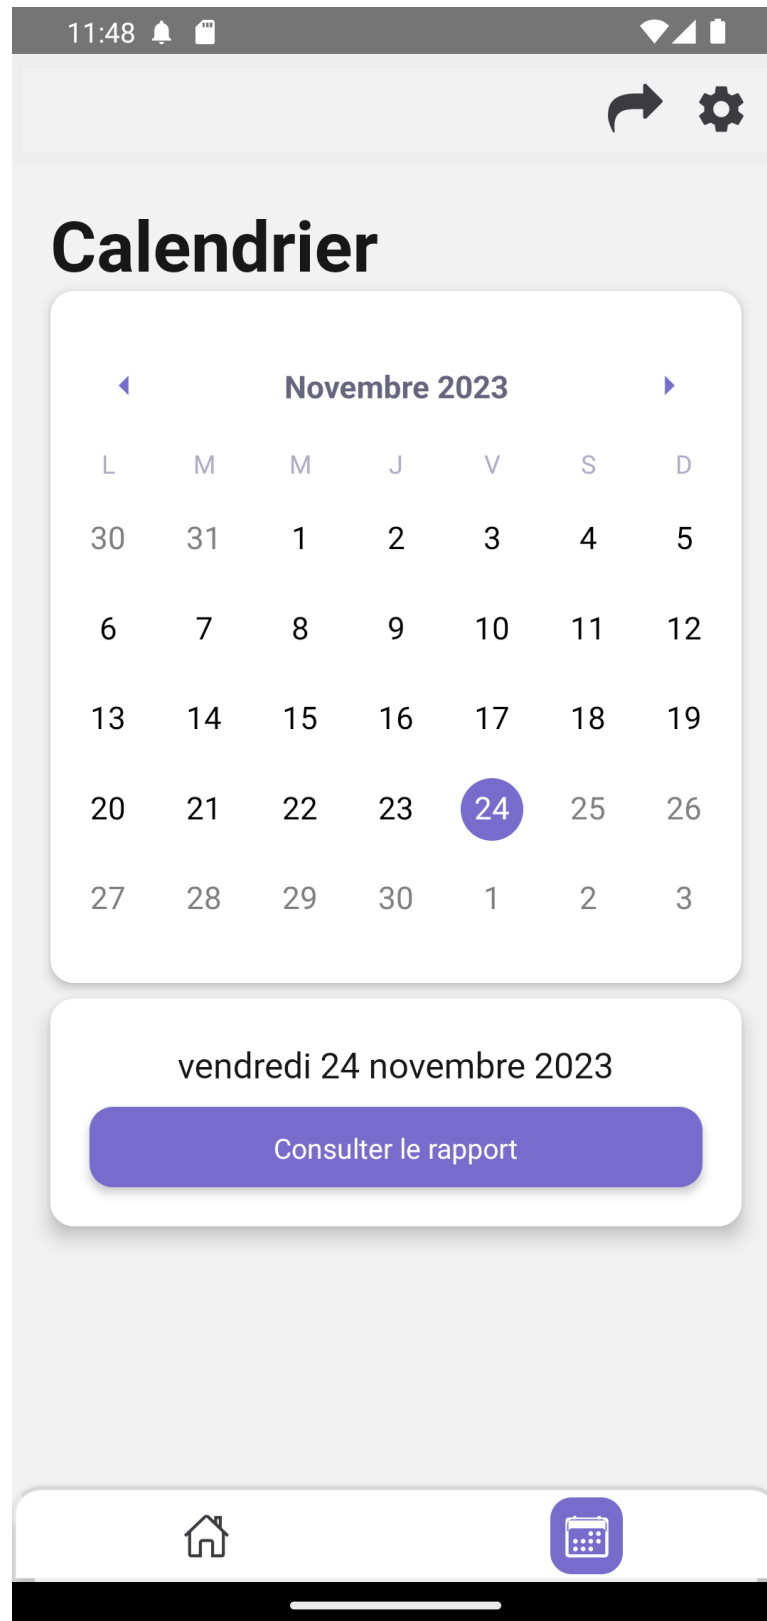 11:48
Calendrier
Novembre 2023
L M M J V S D
30 31 1 2 3 4 5
6 7 8 9 10 11 12
13 14 15 16 17 18 19
20 21 22 23 24 25 26
27 28 29 30 1 2 3
vendredi 24 novembre 2023
Consulter le rapport